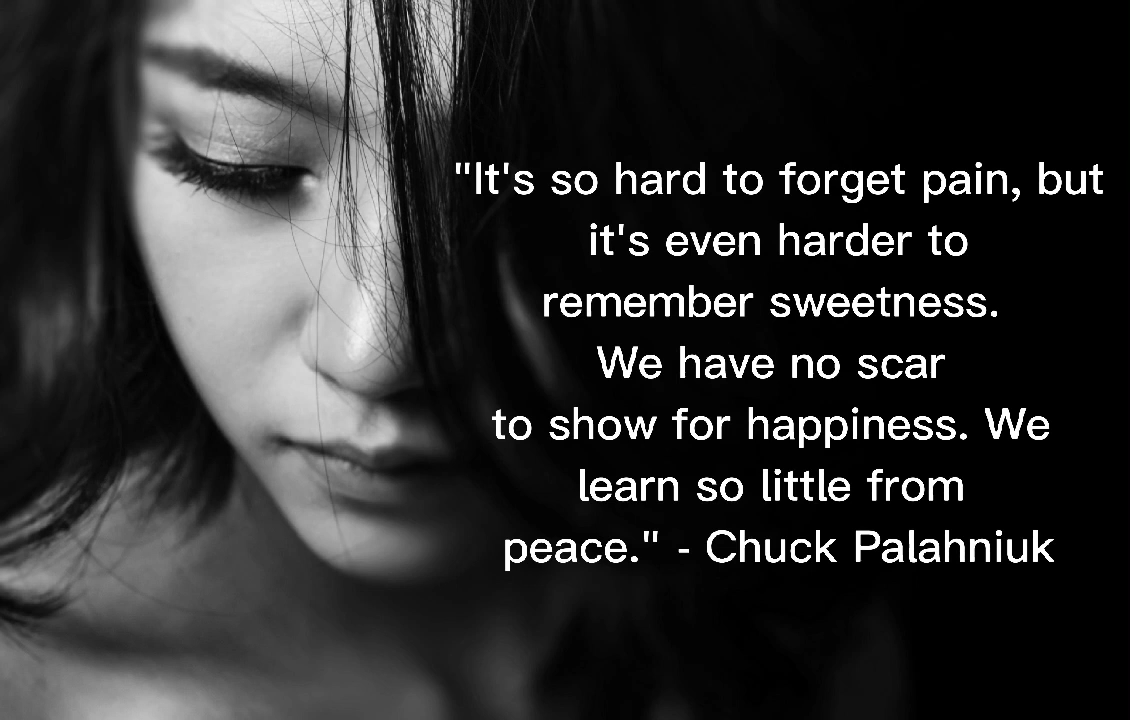 "It's so hard to forget pain, but
it's even harder to
remember sweetness.
We have no scar
to show for happiness. We
learn so little from
peace." - Chuck Palahniuk